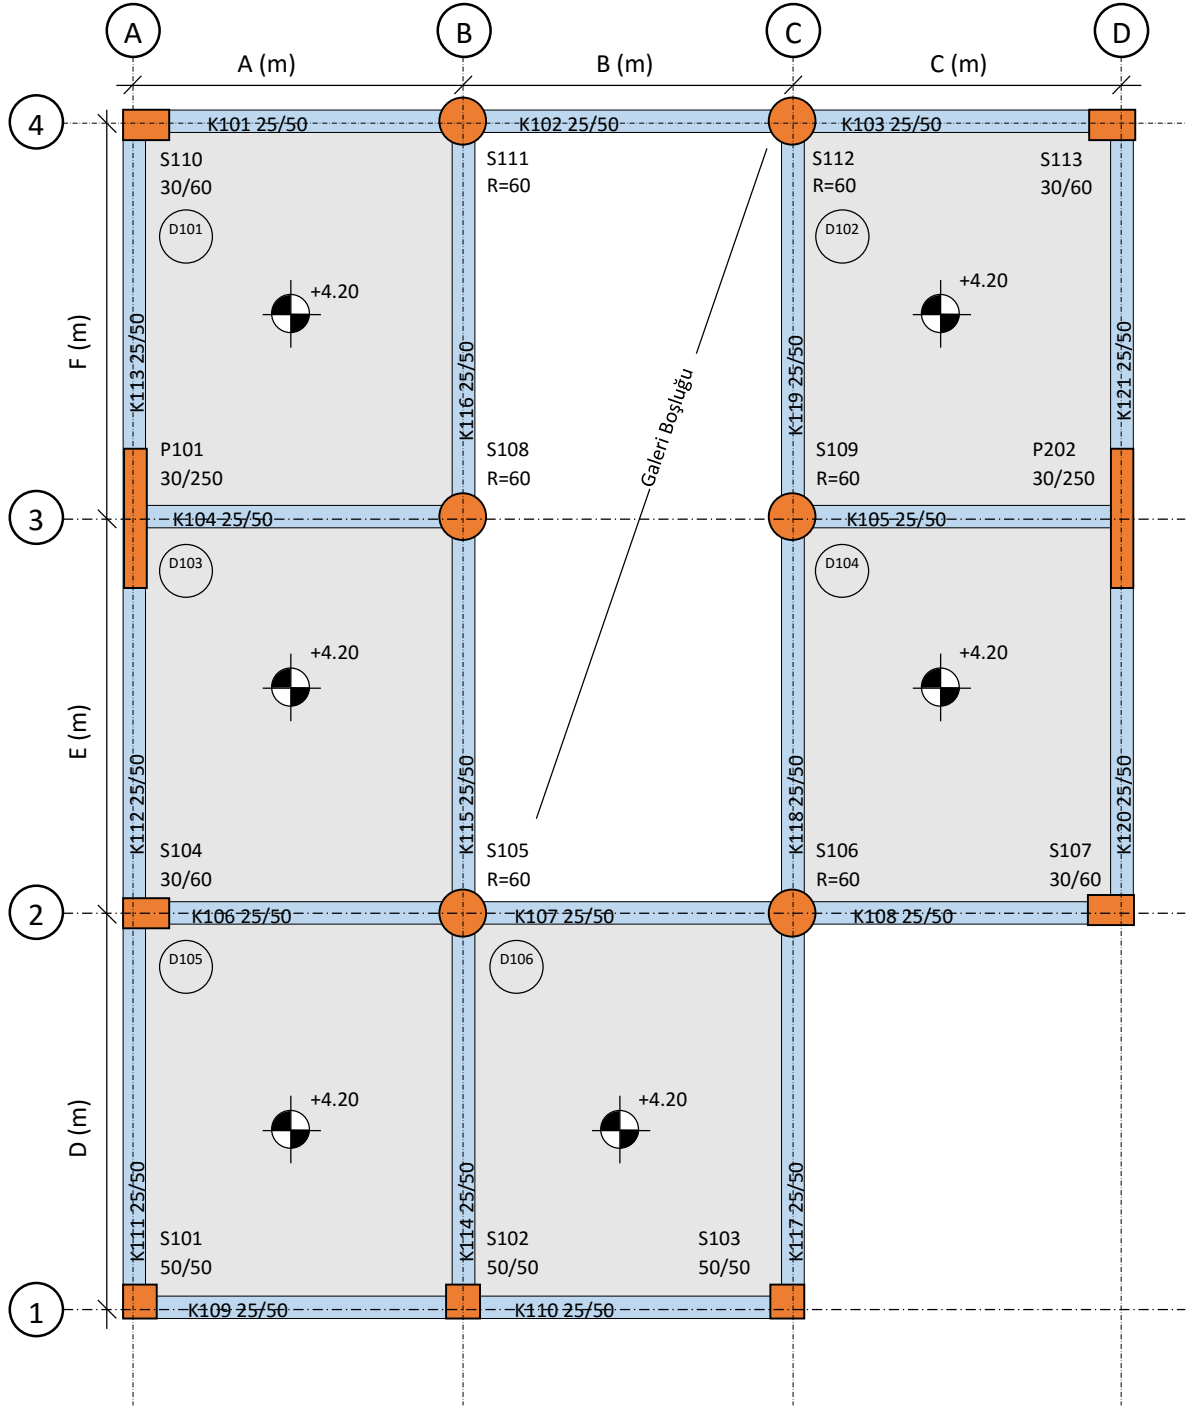 A
B
C
D
A (m)
B (m)
C (m)
4
K101 25/50
K102 25/50
K103 25/50
S110
30/60
S111
R=60
S112
R=60
S113
30/60
D101
D102
+4.20
+4.20
F (m)
K113 25/50
K116 25/50
K119 25/50
K121 25/50
Galeri Boşluğu
P101
30/250
S108
R=60
S109
R=60
P202
30/250
3
K104 25/50
K105 25/50
D103
D104
+4.20
+4.20
E (m)
K112 25/50
K115 25/50
K118 25/50
K120 25/50
S104
30/60
S105
R=60
S106
R=60
S107
30/60
2
K106 25/50
K107 25/50
K108 25/50
D105
D106
+4.20
+4.20
D (m)
K111 25/50
K114 25/50
K117 25/50
S101
50/50
S102
50/50
S103
50/50
1
K109 25/50
K110 25/50